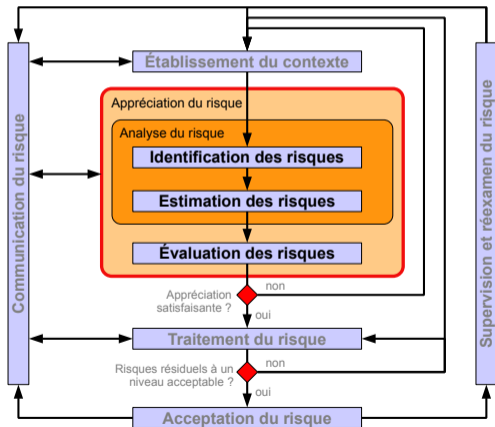 Établissement du contexte
Appréciation du risque
Analyse du risque
Identification des risques
Estimation des risques
Évaluation des risques
Appréciation
satisfaisante ?
non
oui
Traitement du risque
Risques résiduels à un
niveau acceptable ?
non
oui
Acceptation du risque
Communication du risque
Supervision et réexamen du risque